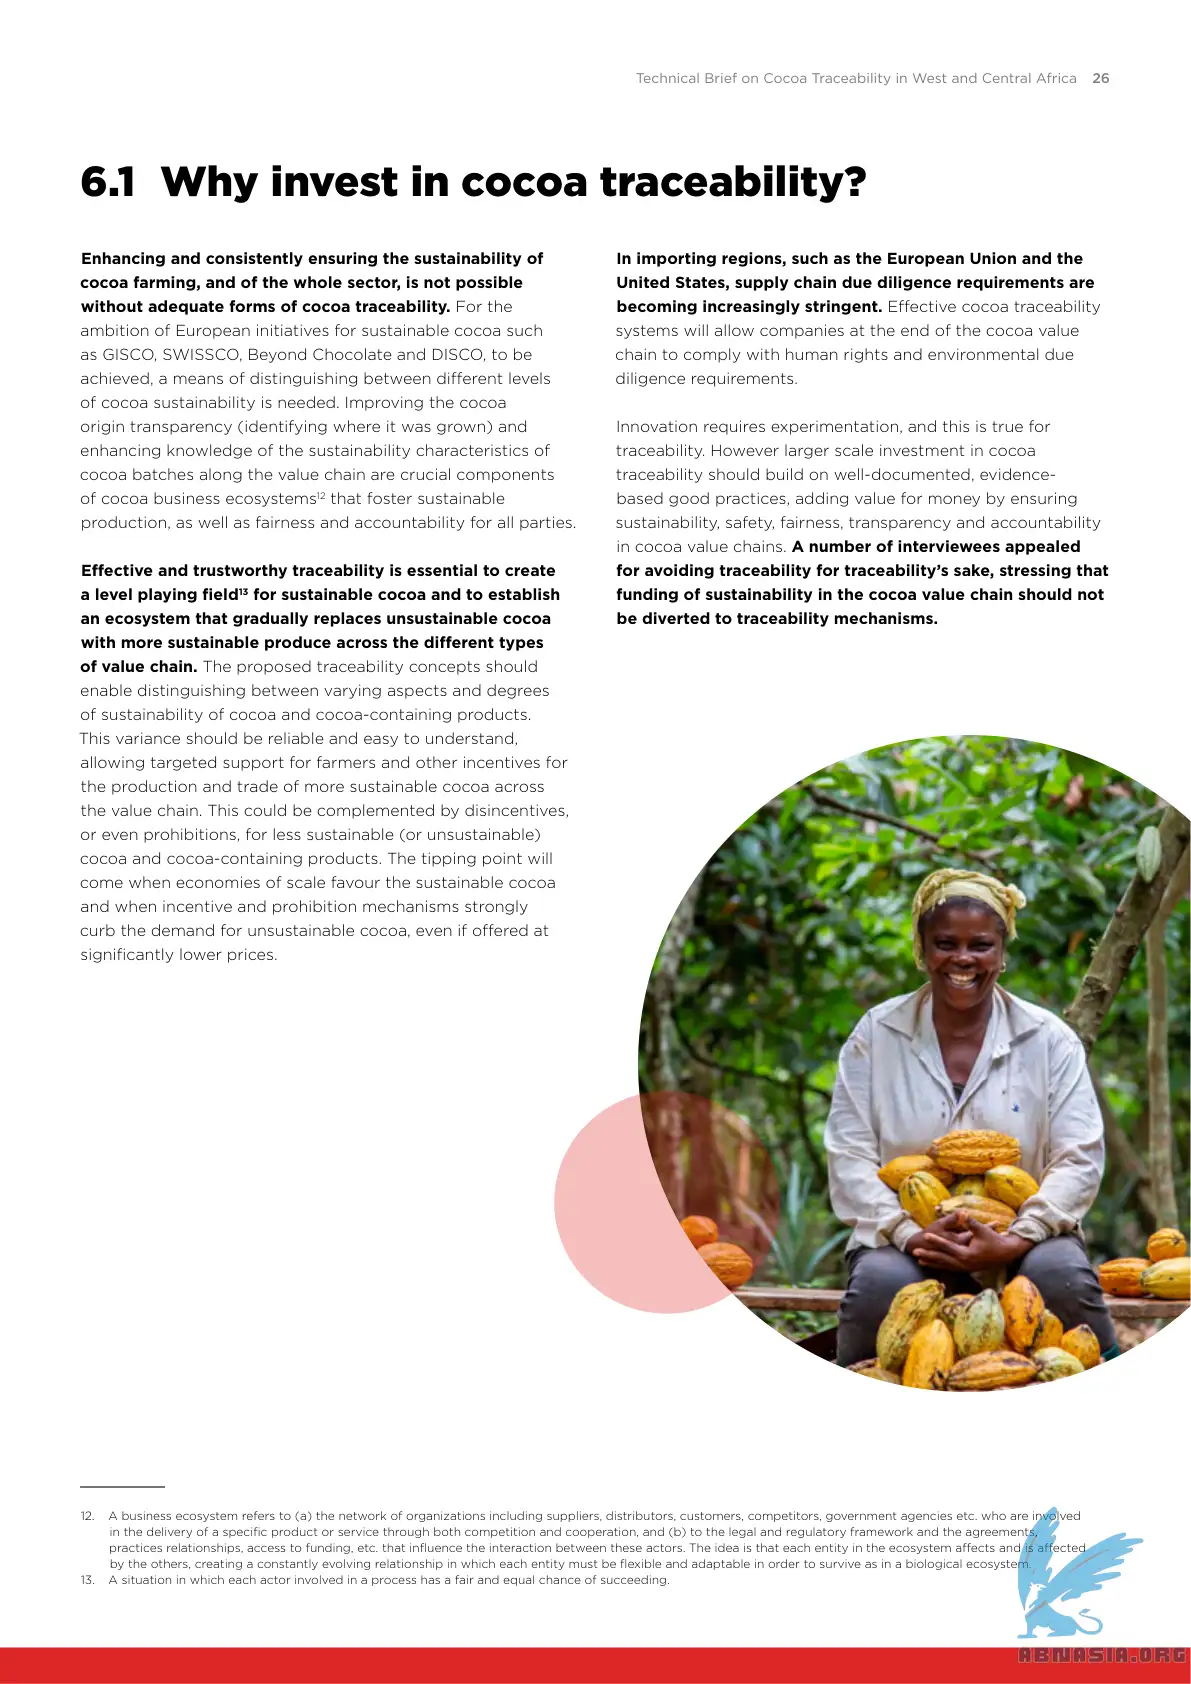 Technical Brief on Cocoa Traceability in West and Central Africa 26
6.1 Why invest in cocoa traceability?
Enhancing and consistently ensuring the sustainability of
cocoa farming, and of the whole sector, is not possible
without adequate forms of cocoa traceability. For the
ambition of European initiatives for sustainable cocoa such
as GISCO, SWISSCO, Beyond Chocolate and DISCO, to be
achieved, a means of distinguishing between different levels
of cocoa sustainability is needed. Improving the cocoa
origin transparency (identifying where it was grown) and
enhancing knowledge of the sustainability characteristics of
cocoa batches along the value chain are crucial components
of cocoa business ecosystems12 that foster sustainable
production, as well as fairness and accountability for all parties.
Effective and trustworthy traceability is essential to create
a level playing field13 for sustainable cocoa and to establish
an ecosystem that gradually replaces unsustainable cocoa
with more sustainable produce across the different types
of value chain. The proposed traceability concepts should
enable distinguishing between varying aspects and degrees
of sustainability of cocoa and cocoa-containing products.
This variance should be reliable and easy to understand,
allowing targeted support for farmers and other incentives for
the production and trade of more sustainable cocoa across
the value chain. This could be complemented by disincentives,
or even prohibitions, for less sustainable (or unsustainable)
cocoa and cocoa-containing products. The tipping point will
come when economies of scale favour the sustainable cocoa
and when incentive and prohibition mechanisms strongly
curb the demand for unsustainable cocoa, even if offered at
significantly lower prices.
In importing regions, such as the European Union and the
United States, supply chain due diligence requirements are
becoming increasingly stringent. Effective cocoa traceability
systems will allow companies at the end of the cocoa value
chain to comply with human rights and environmental due
diligence requirements.
Innovation requires experimentation, and this is true for
traceability. However larger scale investment in cocoa
traceability should build on well-documented, evidence-
based good practices, adding value for money by ensuring
sustainability, safety, fairness, transparency and accountability
in cocoa value chains. A number of interviewees appealed
for avoiding traceability for traceability's sake, stressing that
funding of sustainability in the cocoa value chain should not
be diverted to traceability mechanisms.
12. A business ecosystem refers to (a) the network of organizations including suppliers, distributors, customers, competitors, government agencies etc. who are involved
in the delivery of a specific product or service through both competition and cooperation, and (b) to the legal and regulatory framework and the agreements,
practices relationships, access to funding, etc. that influence the interaction between these actors. The idea is that each entity in the ecosystem affects and is affected
by the others, creating a constantly evolving relationship in which each entity must be flexible and adaptable in order to survive as in a biological ecosystem.
13. A situation in which each actor involved in a process has a fair and equal chance of succeeding.
ABNASIA.ORG